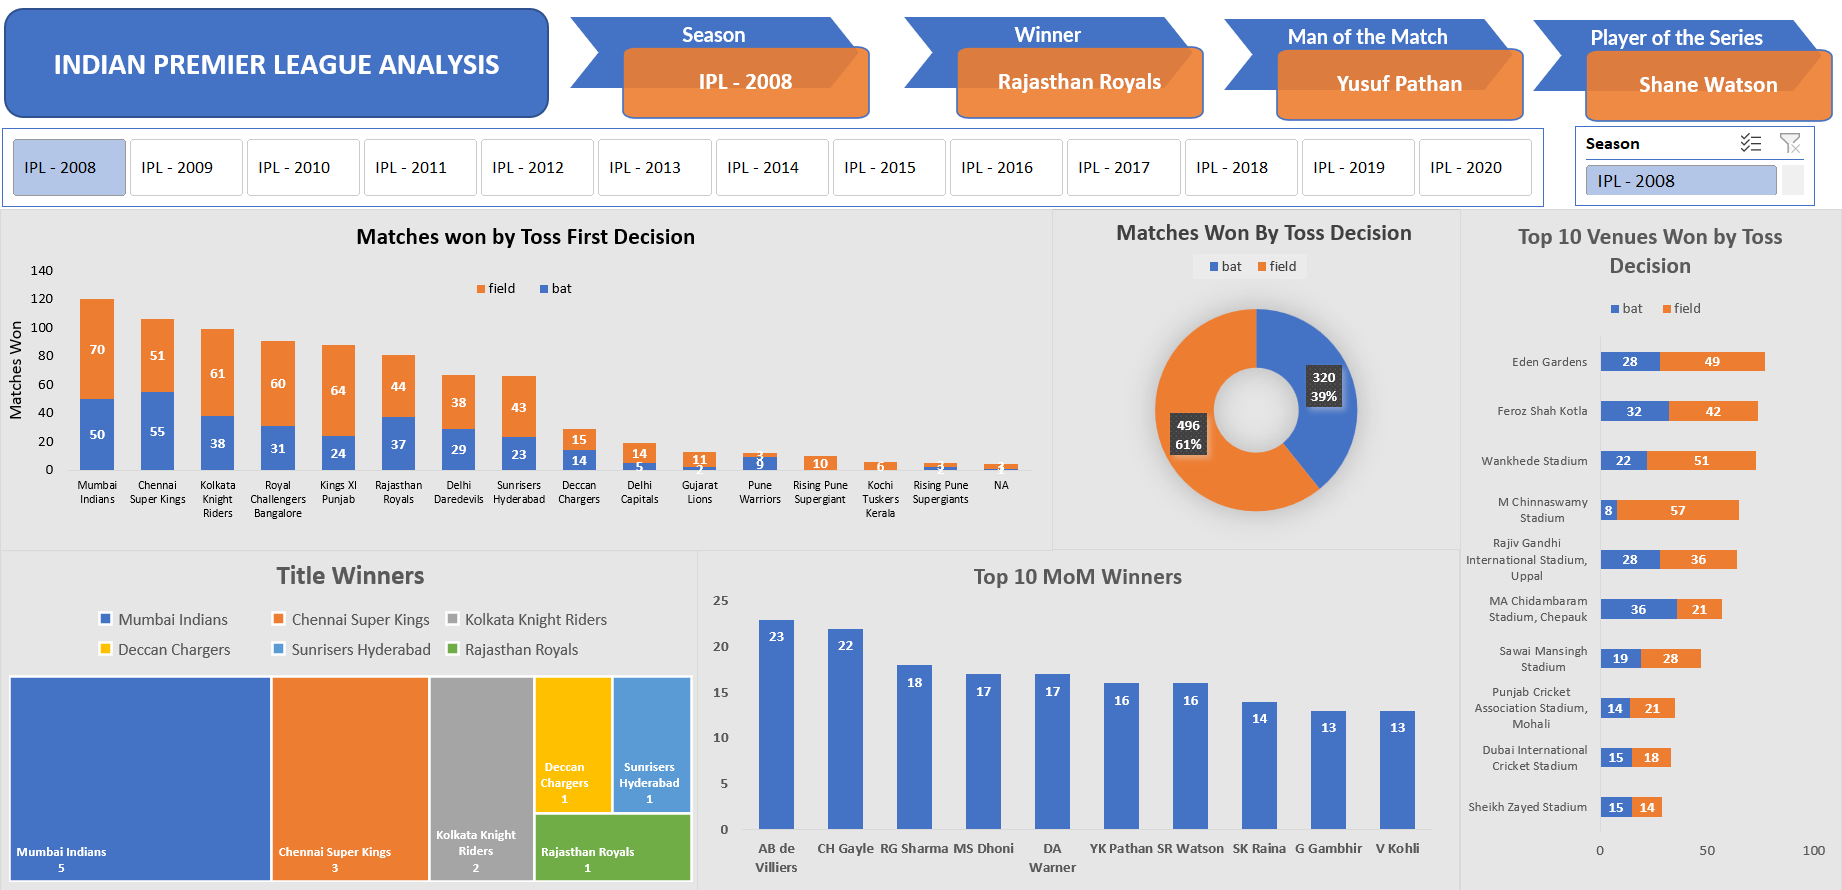 INDIAN PREMIER LEAGUE ANALYSIS
Season
IPL - 2008
Winner
Rajasthan Royals
Man of the Match
Yusuf Pathan
Player of the Series
Shane Watson
IPL - 2008
IPL - 2009
IPL - 2010
IPL - 2011
IPL - 2012
IPL - 2013
IPL - 2014
IPL - 2015
IPL - 2016
IPL - 2017
IPL - 2018
IPL - 2019
IPL - 2020
Season
IPL - 2008
Matches won by Toss First Decision
field bat
Matches Won
140
120
100
80
60
40
20
0
70 51 61 60 64 44 38 43 15 14 11 3 10 6 3
50 55 38 31 24 37 29 23 14 5 2 9 2
Mumbai
Indians
Chennai
Super Kings
Kolkata
Knight
Riders
Royal
Challengers
Bangalore
Kings XI
Punjab
Rajasthan
Royals
Delhi
Daredevils
Sunrisers
Hyderabad
Deccan
Chargers
Delhi
Capitals
Gujarat
Lions
Pune
Warriors
Rising Pune
Supergiant
Kochi
Tuskers
Kerala
Rising Pune
Supergiants
NA
Matches Won By Toss Decision
bat field
320
39%
496
61%
Top 10 Venues Won by Toss
Decision
bat field
Eden Gardens
28 49
Feroz Shah Kotla
32 42
Wankhede Stadium
22 51
M Chinnaswamy
Stadium
8 57
Rajiv Gandhi
International Stadium,
Uppal
28 36
MA Chidambaram
Stadium, Chepauk
36 21
Sawai Mansingh
Stadium
19 28
Punjab Cricket
Association Stadium,
Mohali
14 21
Dubai International
Cricket Stadium
15 18
Sheikh Zayed Stadium
15 14
0 50 100
Title Winners
Mumbai Indians Chennai Super Kings Kolkata Knight Riders
Deccan Chargers Sunrisers Hyderabad Rajasthan Royals
Mumbai Indians
5
Chennai Super Kings
3
Kolkata Knight
Riders
2
Deccan
Chargers
1
Sunrisers
Hyderabad
1
Rajasthan Royals
1
Top 10 MoM Winners
25
20
15
10
5
0
23 22 18 17 17 16 16 14 13 13
AB de
Villiers
CH Gayle
RG Sharma
MS Dhoni
DA
Warner
YK Pathan
SR Watson
SK Raina
G Gambhir
V Kohli